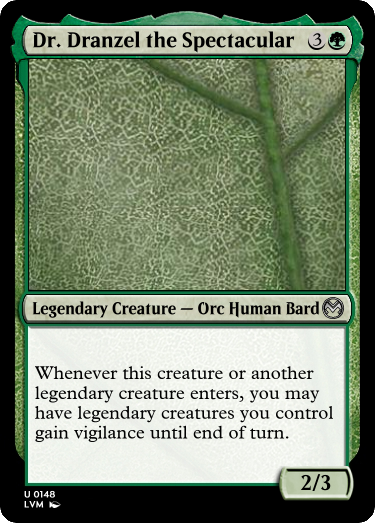 Dr. Dranzel the Spectacular 3
Legendary Creature — Orc Human Bard
Whenever this creature or another
legendary creature enters, you may
have legendary creatures you control
gain vigilance until end of turn.
2/3
U 0148
LVM